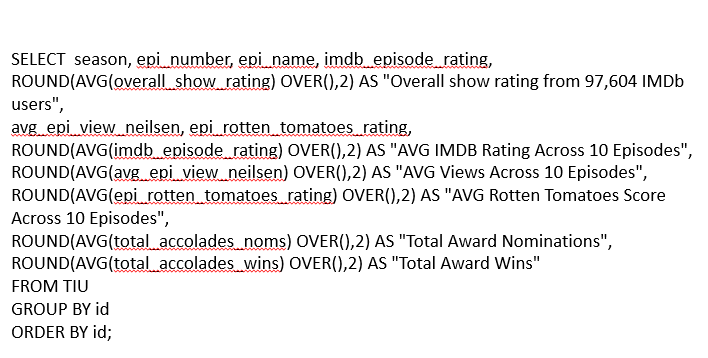 SELECT  season, epi_number, epi_name, imdb_episode_rating,
ROUND(AVG(overall_show_rating) OVER(),2) AS "Overall show rating from 97,604 IMDb
users",
avg_epi_view_neilsen, epi_rotten_tomatoes_rating,
ROUND(AVG(imdb_episode_rating) OVER(),2) AS "AVG IMDB Rating Across 10 Episodes",
ROUND(AVG(avg_epi_view_neilsen) OVER(),2) AS "AVG Views Across 10 Episodes",
ROUND(AVG(epi_rotten_tomatoes_rating) OVER(),2) AS "AVG Rotten Tomatoes Score
Across 10 Episodes",
ROUND(AVG(total_accolades_noms) OVER(),2) AS "Total Award Nominations",
ROUND(AVG(total_accolades_wins) OVER(),2) AS "Total Award Wins"
FROM TIU
GROUP BY id
ORDER BY id;